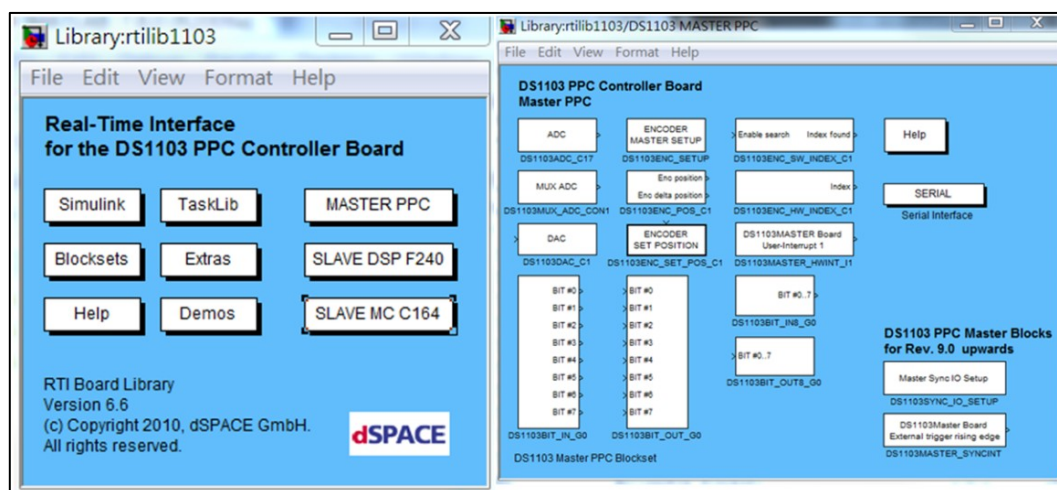 Library:rtilib1103
File Edit View Format Help
Real-Time Interface
for the DS1103 PPC Controller Board
Simulink TaskLib MASTER PPC
Blocksets Extras SLAVE DSP F240
Help Demos SLAVE MC C164
RTI Board Library
Version 6.6
(c) Copyright 2010, dSPACE GmbH.
All rights reserved.
dSPACE
Library:rtilib1103/DS1103 MASTER PPC
File Edit View Format Help
DS1103 PPC Controller Board
Master PPC
ADC
DS1103ADC_C17
ENCODER
MASTER SETUP
DS1103ENC_SETUP
Enable search Index found
DS1103ENC_SW_INDEX_C1
Help
MUX ADC
DS1103MUX_ADC_CON1
Enc position
Enc delta position
DS1103ENC_POS_C1
Index
DS1103ENC_HW_INDEX_C1
SERIAL
Serial Interface
DAC
DS1103DAC_C1
ENCODER
SET POSITION
DS1103ENC_SET_POS_C1
DS1103MASTER Board
User-Interrupt 1
DS1103MASTER_HWINT_I1
BIT #0
BIT #1
BIT #2
BIT #3
BIT #4
BIT #5
BIT #6
BIT #7
DS1103BIT_IN_G0
BIT #0
BIT #1
BIT #2
BIT #3
BIT #4
BIT #5
BIT #6
BIT #7
DS1103BIT_OUT_G0
BIT #0..7
DS1103BIT_IN8_G0
BIT #0..7
DS1103BIT_OUT8_G0
DS1103 PPC Master Blocks
for Rev. 9.0 upwards
Master Sync IO Setup
DS1103SYNC_IO_SETUP
DS1103Master Board
External trigger rising edge
DS1103MASTER_SYNCINT
DS1103 Master PPC Blockset